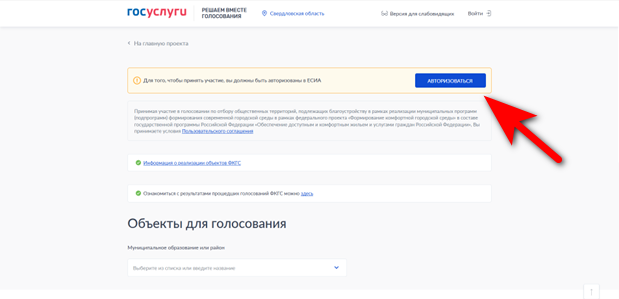 госуслуги
РЕШАЕМ ВМЕСТЕ
ГОЛОСОВАНИЯ
Свердловская область
Версия для слабовидящих
Войти
На главную проекта
Для того, чтобы принять участие, вы должны быть авторизованы в ЕСИА
АВТОРИЗОВАТЬСЯ
Принимая участие в голосовании по отбору общественных территорий, подлежащих благоустройству в рамках реализации муниципальных программ
(подпрограмм) формирования современной городской среды в рамках федерального проекта «Формирование комфортной городской среды» в составе
государственной программы Российской Федерации «Обеспечение доступным и комфортным жильем и услугами граждан Российской Федерации», Вы
принимаете условия Пользовательского соглашения
Информация о реализации объектов ФКГС
Ознакомиться с результатами прошедших голосований ФКГС можно: здесь
Объекты для голосования
Муниципальное образование или район
Выберите из списка или введите название